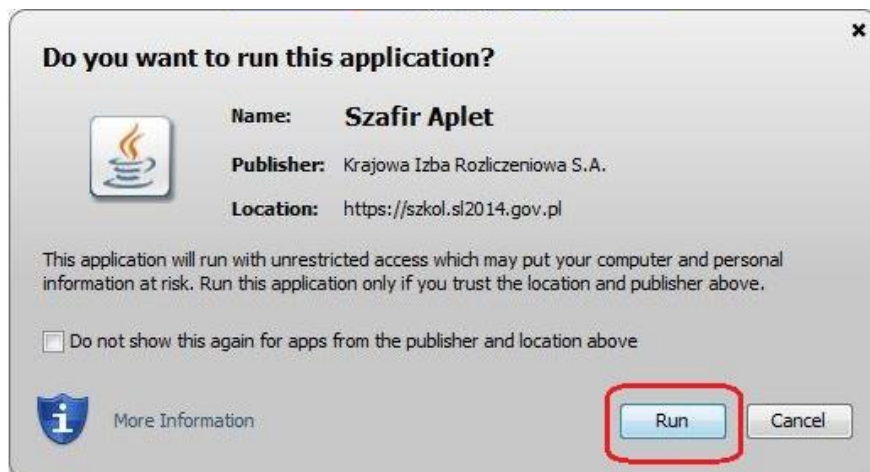 Do you want to run this application?
Name: Szafir Aplet
Publisher: Krajowa Izba Rozliczeniowa S.A.
Location: https://szkol.sl2014.gov.pl
This application will run with unrestricted access which may put your computer and personal
information at risk. Run this application only if you trust the location and publisher above.
Do not show this again for apps from the publisher and location above
More Information
Run
Cancel